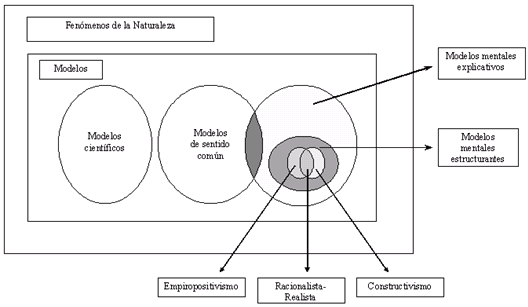 Fenómenos de la Naturaleza
Modelos
Modelos mentales
explicativos
Modelos
científicos
Modelos
de sentido
común
Modelos
mentales
estructurantes
Empiropositivismo
Racionalista-
Realista
Constructivismo